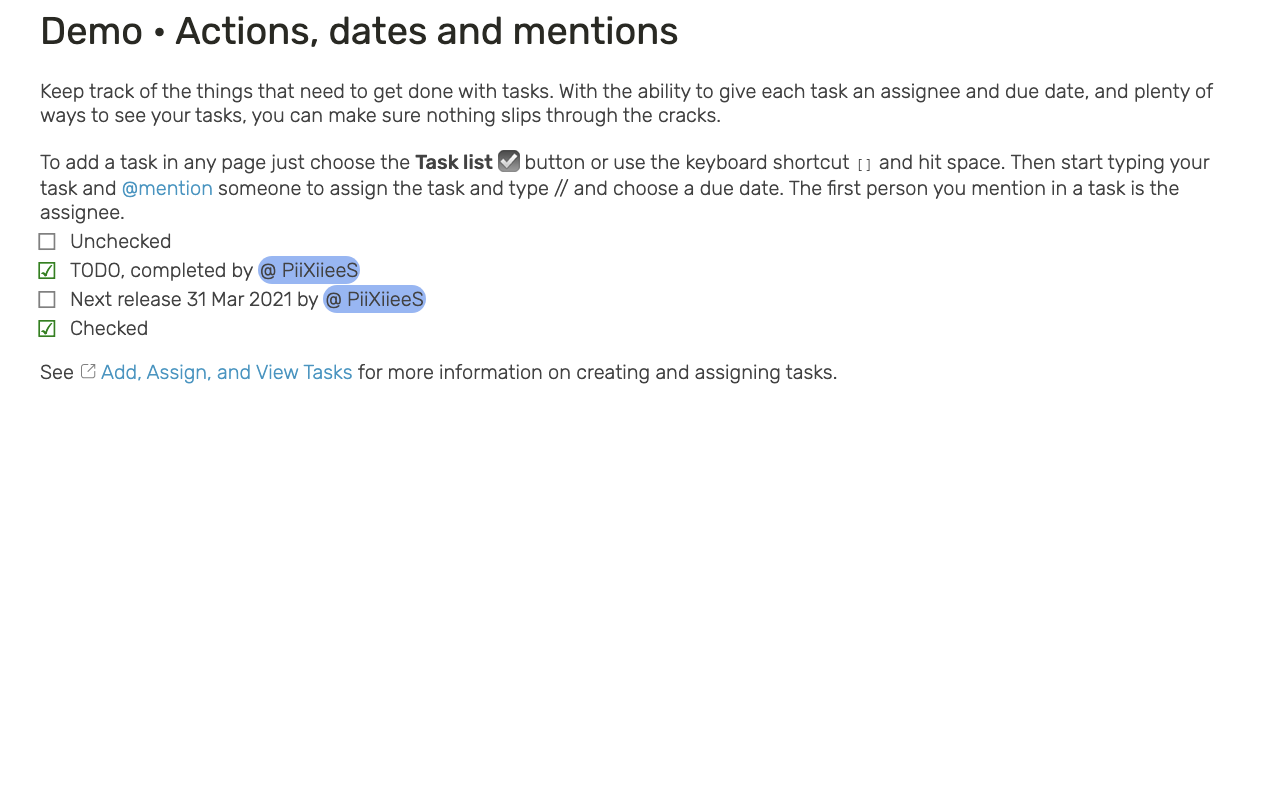 Demo • Actions, dates and mentions
Keep track of the things that need to get done with tasks. With the ability to give each task an assignee and due date, and plenty of
ways to see your tasks, you can make sure nothing slips through the cracks.
To add a task in any page just choose the Task list ☑ button or use the keyboard shortcut [] and hit space. Then start typing your
task and @mention someone to assign the task and type // and choose a due date. The first person you mention in a task is the
assignee.
☐ Unchecked
☑ TODO, completed by @ PiiXiieeS
☐ Next release 31 Mar 2021 by @ PiiXiieeS
☑ Checked
See Add, Assign, and View Tasks for more information on creating and assigning tasks.